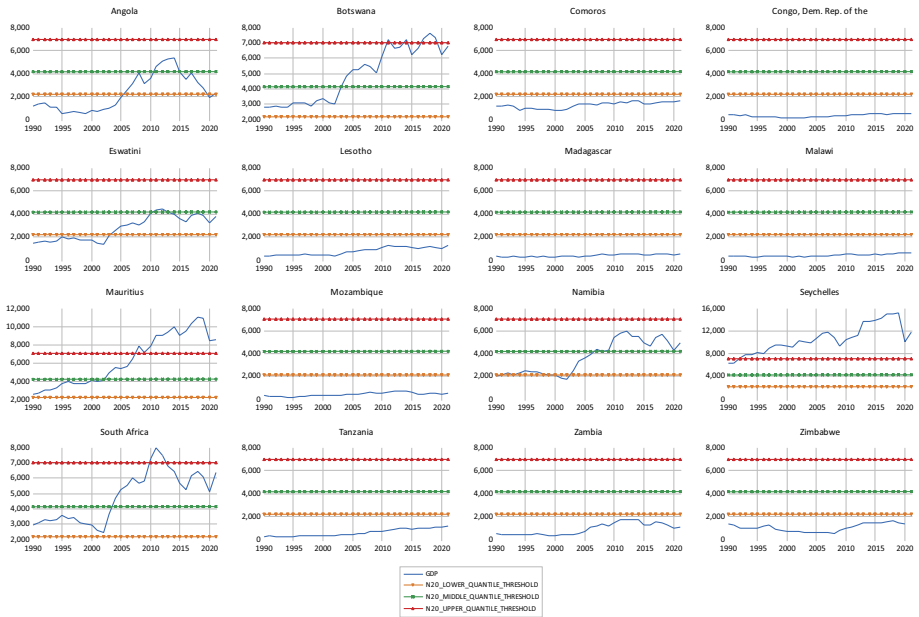 Angola
Botswana
Comoros
Congo, Dem. Rep. of the
8,000
6,000
4,000
2,000
0
1990 1995 2000 2005 2010 2015 2020
8,000
7,000
6,000
5,000
4,000
3,000
2,000
1990 1995 2000 2005 2010 2015 2020
8,000
6,000
4,000
2,000
0
1990 1995 2000 2005 2010 2015 2020
8,000
6,000
4,000
2,000
0
1990 1995 2000 2005 2010 2015 2020
Eswatini
Lesotho
Madagascar
Malawi
8,000
6,000
4,000
2,000
0
1990 1995 2000 2005 2010 2015 2020
8,000
6,000
4,000
2,000
0
1990 1995 2000 2005 2010 2015 2020
8,000
6,000
4,000
2,000
0
1990 1995 2000 2005 2010 2015 2020
8,000
6,000
4,000
2,000
0
1990 1995 2000 2005 2010 2015 2020
Mauritius
Mozambique
Namibia
Seychelles
12,000
10,000
8,000
6,000
4,000
2,000
1990 1995 2000 2005 2010 2015 2020
8,000
6,000
4,000
2,000
0
1990 1995 2000 2005 2010 2015 2020
8,000
6,000
4,000
2,000
0
1990 1995 2000 2005 2010 2015 2020
16,000
12,000
8,000
4,000
0
1990 1995 2000 2005 2010 2015 2020
South Africa
Tanzania
Zambia
Zimbabwe
8,000
7,000
6,000
5,000
4,000
3,000
2,000
1990 1995 2000 2005 2010 2015 2020
8,000
6,000
4,000
2,000
0
1990 1995 2000 2005 2010 2015 2020
8,000
6,000
4,000
2,000
0
1990 1995 2000 2005 2010 2015 2020
8,000
6,000
4,000
2,000
0
1990 1995 2000 2005 2010 2015 2020
GDP
N20_LOWER_QUANTILE_THRESHOLD
N20_MIDDLE_QUANTILE_THRESHOLD
N20_UPPER_QUANTILE_THRESHOLD